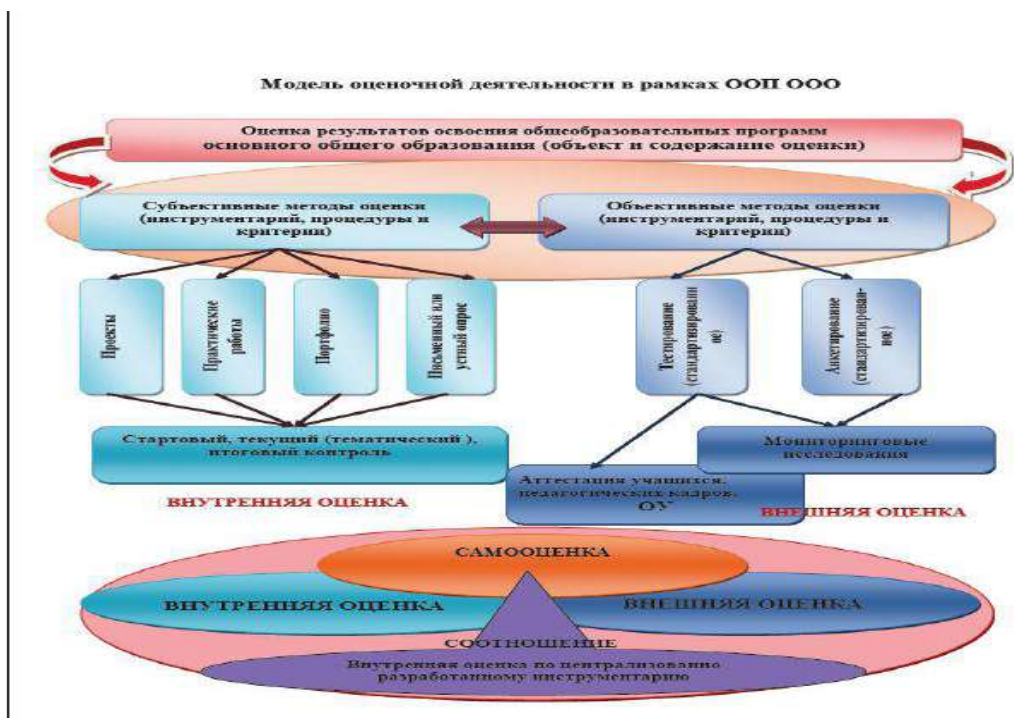 Модель оценочной деятельности в рамках ООП ООО
Оценка результатов освоения общеобразовательных программ
основного общего образования (объект и содержание оценки)
Субъективные методы оценки
(инструментарий, процедуры и
критерии)
Объективные методы оценки
(инструментарий, процедуры и
критерии)
Проекты
Практические
работы
Портфолио
Письменный или
устный опрос
Тестирование
(стандартизированн
ое)
Анкетирование
(стандартизирован-
ное)
Стартовый, текущий (тематический ),
итоговый контроль
Мониторинговые
исследования
Аттестация учащихся,
педагогических кадров,
ОУ
ВНУТРЕННЯЯ ОЦЕНКА
ВНЕШНЯЯ ОЦЕНКА
САМООЦЕНКА
ВНУТРЕННЯЯ ОЦЕНКА
ВНЕШНЯЯ ОЦЕНКА
СООТНОШЕНИЕ
Внутренняя оценка по централизованно
разработанному инструментарию